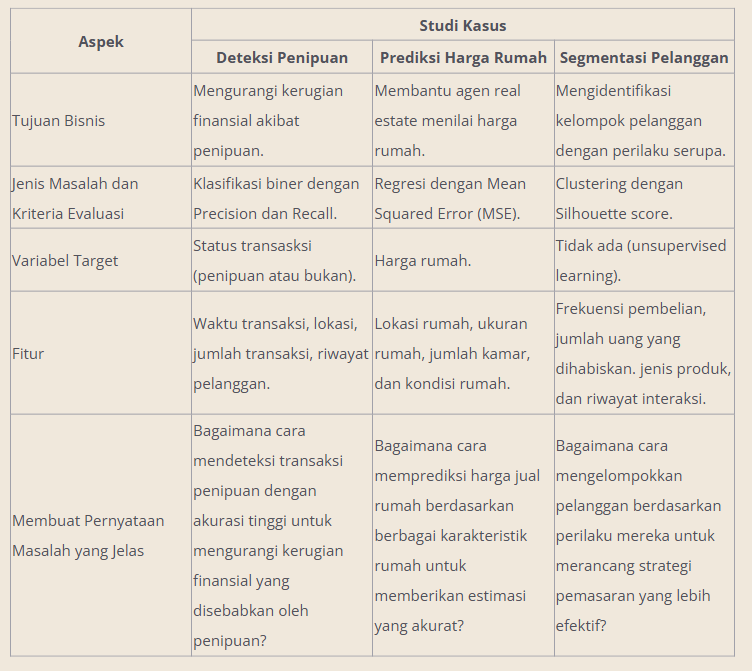 Aspek
Studi Kasus
Deteksi Penipuan
Prediksi Harga Rumah
Segmentasi Pelanggan
Tujuan Bisnis
Mengurangi kerugian
finansial akibat
penipuan.
Membantu agen real
estate menilai harga
rumah.
Mengidentifikasi
kelompok pelanggan
dengan perilaku serupa.
Jenis Masalah dan
Kriteria Evaluasi
Klasifikasi biner dengan
Precision dan Recall.
Regresi dengan Mean
Squared Error (MSE).
Clustering dengan
Silhouette score.
Variabel Target
Status transasksi
(penipuan atau bukan).
Harga rumah.
Tidak ada (unsupervised
learning).
Fitur
Waktu transaksi, lokasi,
jumlah transaksi, riwayat
pelanggan.
Lokasi rumah, ukuran
rumah, jumlah kamar,
dan kondisi rumah.
Frekuensi pembelian,
jumlah uang yang
dihabiskan. jenis produk,
dan riwayat interaksi.
Membuat Pernyataan
Masalah yang Jelas
Bagaimana cara
mendeteksi transaksi
penipuan dengan
akurasi tinggi untuk
mengurangi kerugian
finansial yang
disebabkan oleh
penipuan?
Bagaimana cara
memprediksi harga jual
rumah berdasarkan
berbagai karakteristik
rumah untuk
memberikan estimasi
yang akurat?
Bagaimana cara
mengelompokkan
pelanggan berdasarkan
perilaku mereka untuk
merancang strategi
pemasaran yang lebih
efektif?